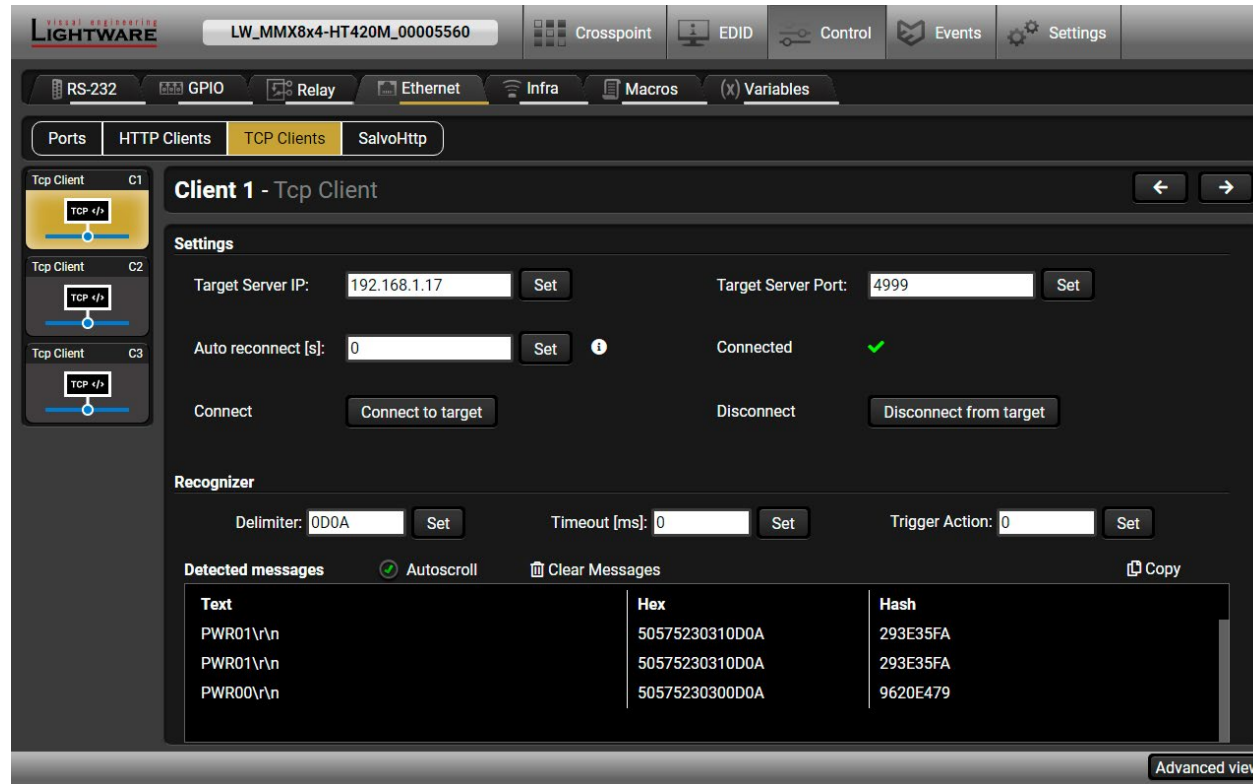 visual engineering
LIGHTWARE
LW_MMX8x4-HT420M_00005560
Crosspoint
EDID
Control
Events
Settings
RS-232
GPIO
Relay
Ethernet
Infra
Macros
(X) Variables
Ports
HTTP Clients
TCP Clients
SalvoHttp
Tcp Client C1
TCP </>
Tcp Client C2
TCP </>
Tcp Client C3
TCP </>
Client 1 - Tcp Client
Settings
Target Server IP: 192.168.1.17 Set
Target Server Port: 4999 Set
Auto reconnect [s]: 0 Set
Connected
Connect Connect to target
Disconnect Disconnect from target
Recognizer
Delimiter: 0D0A Set
Timeout [ms]: 0 Set
Trigger Action: 0 Set
Detected messages
Autoscroll
Clear Messages
Copy
Text Hex Hash
PWR01\r\n 50575230310D0A 293E35FA
PWR01\r\n 50575230310D0A 293E35FA
PWR00\r\n 50575230300D0A 9620E479
Advanced view